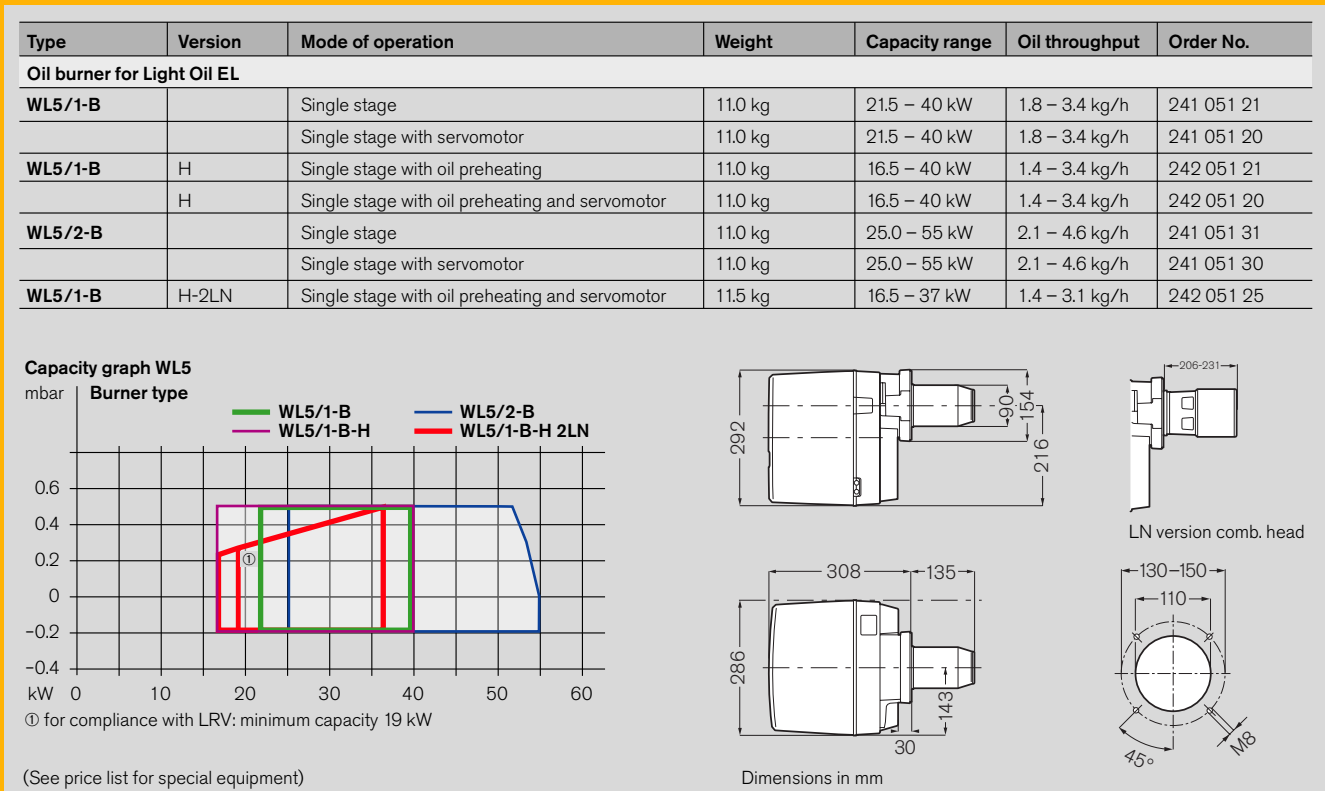 Type Version Mode of operation Weight Capacity range Oil throughput Order No.
Oil burner for Light Oil EL
WL5/1-B Single stage 11.0 kg 21.5 – 40 kW 1.8 – 3.4 kg/h 241 051 21
Single stage with servomotor 11.0 kg 21.5 – 40 kW 1.8 – 3.4 kg/h 241 051 20
WL5/1-B H Single stage with oil preheating 11.0 kg 16.5 – 40 kW 1.4 – 3.4 kg/h 242 051 21
H Single stage with oil preheating and servomotor 11.0 kg 16.5 – 40 kW 1.4 – 3.4 kg/h 242 051 20
WL5/2-B Single stage 11.0 kg 25.0 – 55 kW 2.1 – 4.6 kg/h 241 051 31
Single stage with servomotor 11.0 kg 25.0 – 55 kW 2.1 – 4.6 kg/h 241 051 30
WL5/1-B H-2LN Single stage with oil preheating and servomotor 11.5 kg 16.5 – 37 kW 1.4 – 3.1 kg/h 242 051 25
Capacity graph WL5
mbar Burner type
WL5/1-B WL5/2-B
WL5/1-B-H WL5/1-B-H 2LN
0.6
0.4
0.2
①
0
–0.2
–0.4
kW 0 10 20 30 40 50 60
① for compliance with LRV: minimum capacity 19 kW
(See price list for special equipment)
292
90
154
216
206-231
LN version comb. head
308
135
286
143
30
130–150
110
45°
M8
Dimensions in mm